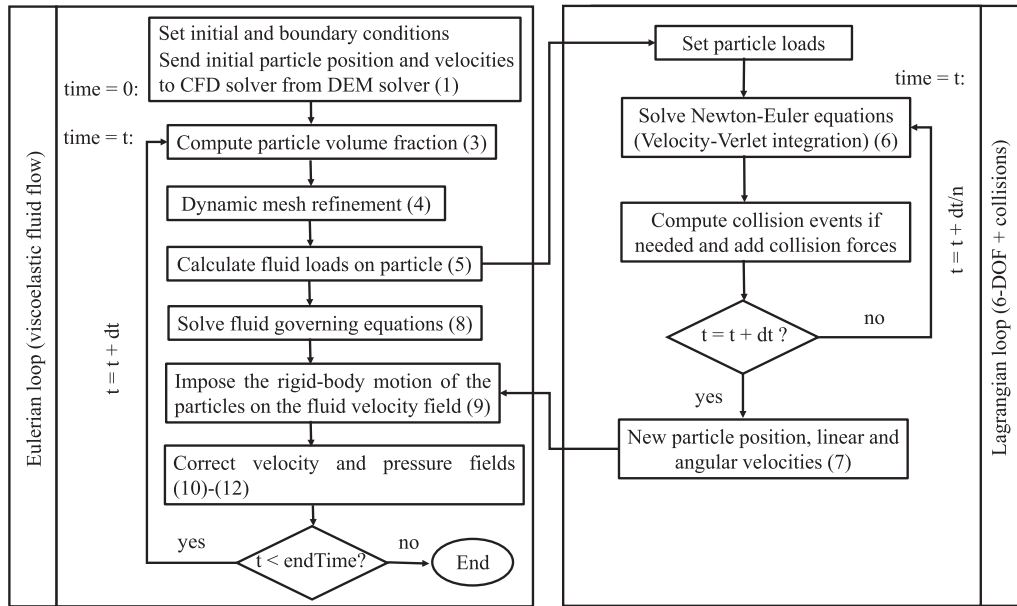 Eulerian loop (viscoelastic fluid flow)
Set initial and boundary conditions
Send initial particle position and velocities
to CFD solver from DEM solver (1)
time = 0:
time = t:
Compute particle volume fraction (3)
Dynamic mesh refinement (4)
Calculate fluid loads on particle (5)
Solve fluid governing equations (8)
t = t + dt
Impose the rigid-body motion of the
particles on the fluid velocity field (9)
Correct velocity and pressure fields
(10)-(12)
yes
t < endTime?
no
End
Set particle loads
time = t:
Solve Newton-Euler equations
(Velocity-Verlet integration) (6)
Compute collision events if
needed and add collision forces
t = t + dt/n
t = t + dt ?
no
yes
New particle position, linear and
angular velocities (7)
Lagrangian loop (6-DOF + collisions)